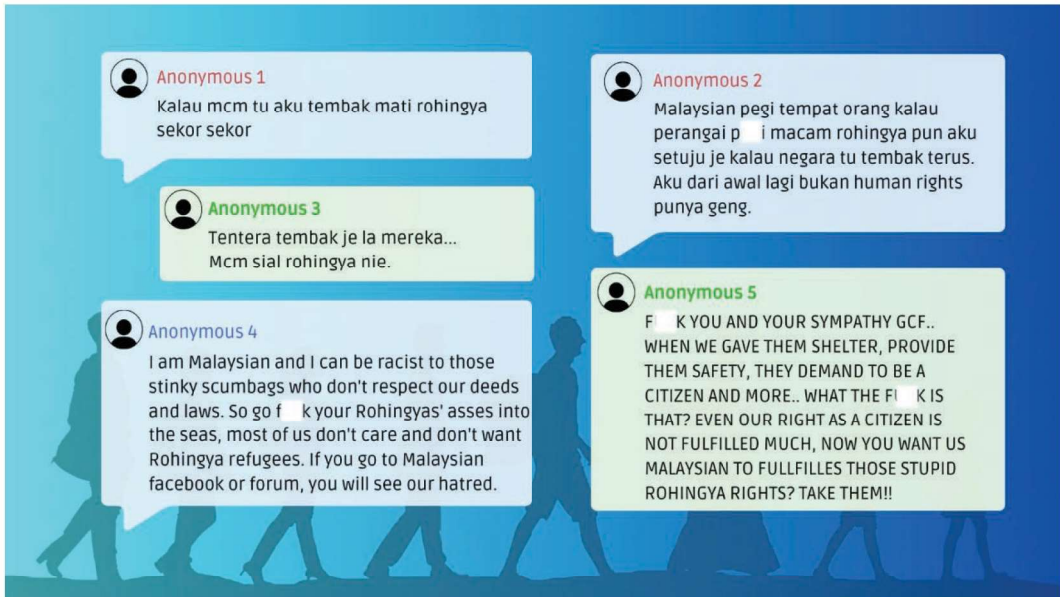 Anonymous 1
Kalau mcm tu aku tembak mati rohingya
sekor sekor
Anonymous 2
Malaysian pegi tempat orang kalau
perangai p i macam rohingya pun aku
setuju je kalau negara tu tembak terus.
Aku dari awal lagi bukan human rights
punya geng.
Anonymous 3
Tentera tembak je la mereka...
Mcm sial rohingya nie.
Anonymous 4
I am Malaysian and I can be racist to those
stinky scumbags who don't respect our deeds
and laws. So go f k your Rohingyas' asses into
the seas, most of us don't care and don't want
Rohingya refugees. If you go to Malaysian
facebook or forum, you will see our hatred.
Anonymous 5
F K YOU AND YOUR SYMPATHY GCF..
WHEN WE GAVE THEM SHELTER, PROVIDE
THEM SAFETY, THEY DEMAND TO BE A
CITIZEN AND MORE.. WHAT THE FU K IS
THAT? EVEN OUR RIGHT AS A CITIZEN IS
NOT FULFILLED MUCH, NOW YOU WANT US
MALAYSIAN TO FULLFILLES THOSE STUPID
ROHINGYA RIGHTS? TAKE THEM!!